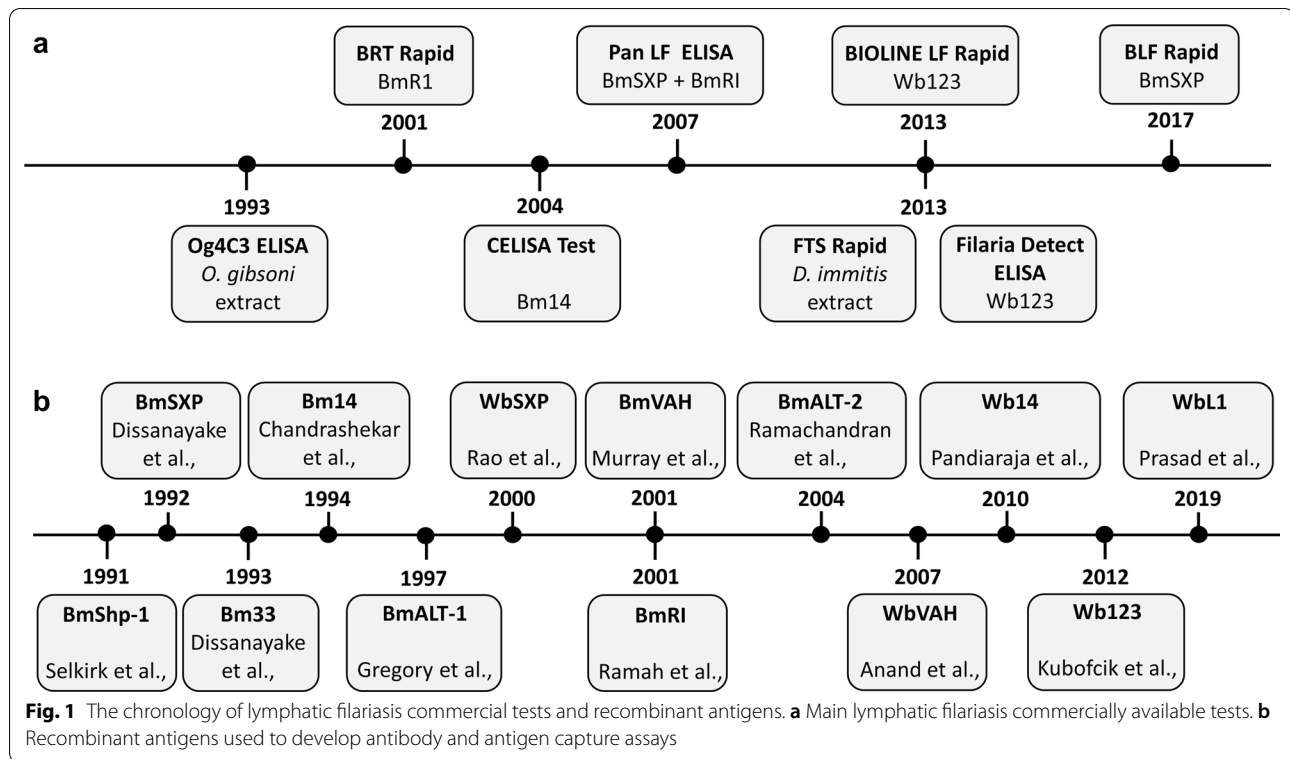 a
BRT Rapid
BmR1
2001
Pan LF ELISA
BmSXP + BmRI
2007
BIOLINE LF Rapid
Wb123
2013
BLF Rapid
BmSXP
2017
1993
Og4C3 ELISA
O. gibsoni
extract
2004
CELISA Test
Bm14
2013
FTS Rapid
D. immitis
extract
Filaria Detect
ELISA
Wb123
b
BmSXP
Dissanayake
et al.,
1992
Bm14
Chandrashekar
et al.,
1994
WbSXP
Rao et al.,
2000
BmVAH
Murray et al.,
2001
BmALT-2
Ramachandran
et al.,
2004
Wb14
Pandiaraja et al.,
2010
WbL1
Prasad et al.,
2019
1991
BmShp-1
Selkirk et al.,
1993
Bm33
Dissanayake
et al.,
1997
BmALT-1
Gregory et al.,
2001
BmRI
Ramah et al.,
2007
WbVAH
Anand et al.,
2012
Wb123
Kubofcik et al.,
Fig. 1 The chronology of lymphatic filariasis commercial tests and recombinant antigens. a Main lymphatic filariasis commercially available tests. b
Recombinant antigens used to develop antibody and antigen capture assays